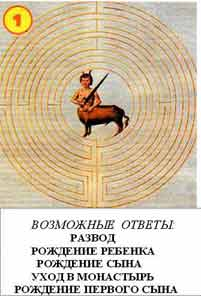 1
ВОЗМОЖНЫЕ ОТВЕТЫ:
РАЗВОД
РОЖДЕНИЕ РЕБЕНКА
РОЖДЕНИЕ СЫНА
УХОД В МОНАСТЫРЬ
РОЖДЕНИЕ ПЕРВОГО СЫНА